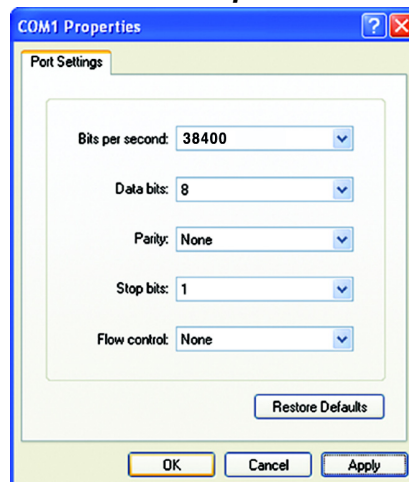 COM1 Properties
Port Settings
Bits per second: 38400
Data bits: 8
Parity: None
Stop bits: 1
Flow control: None
Restore Defaults
OK Cancel Apply